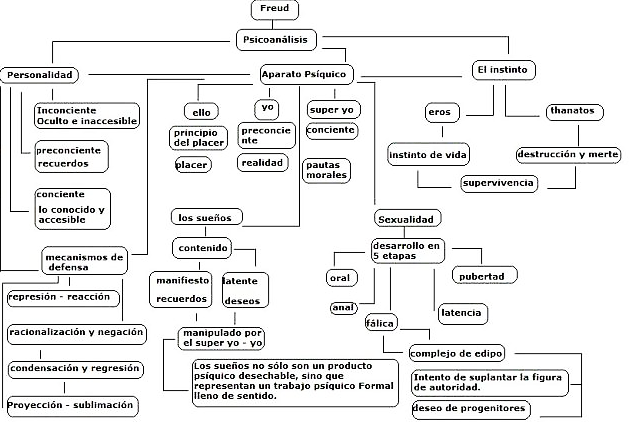 Freud
Psicoanálisis
Personalidad
Aparato Psíquico
El instinto
Inconciente
Oculto e inaccesible
preconciente
recuerdos
conciente
lo conocido y
accesible
ello
principio
del placer
placer
yo
preconcie
nte
realidad
super yo
conciente
pautas
morales
eros
thanatos
instinto de vida
destrucción y merte
supervivencia
los sueños
contenido
manifiesto
recuerdos
latente
deseos
manipulado por
el super yo - yo
Los sueños no sólo son un producto
psíquico desechable, sino que
representan un trabajo psíquico Formal
lleno de sentido.
Sexualidad
desarrollo en
5 etapas
oral
anal
fálica
latencia
pubertad
complejo de edipo
Intento de suplantar la figura
de autoridad.
deseo de progenitores
mecanismos de
defensa
represión - reacción
racionalización y negación
condensación y regresión
Proyección - sublimación